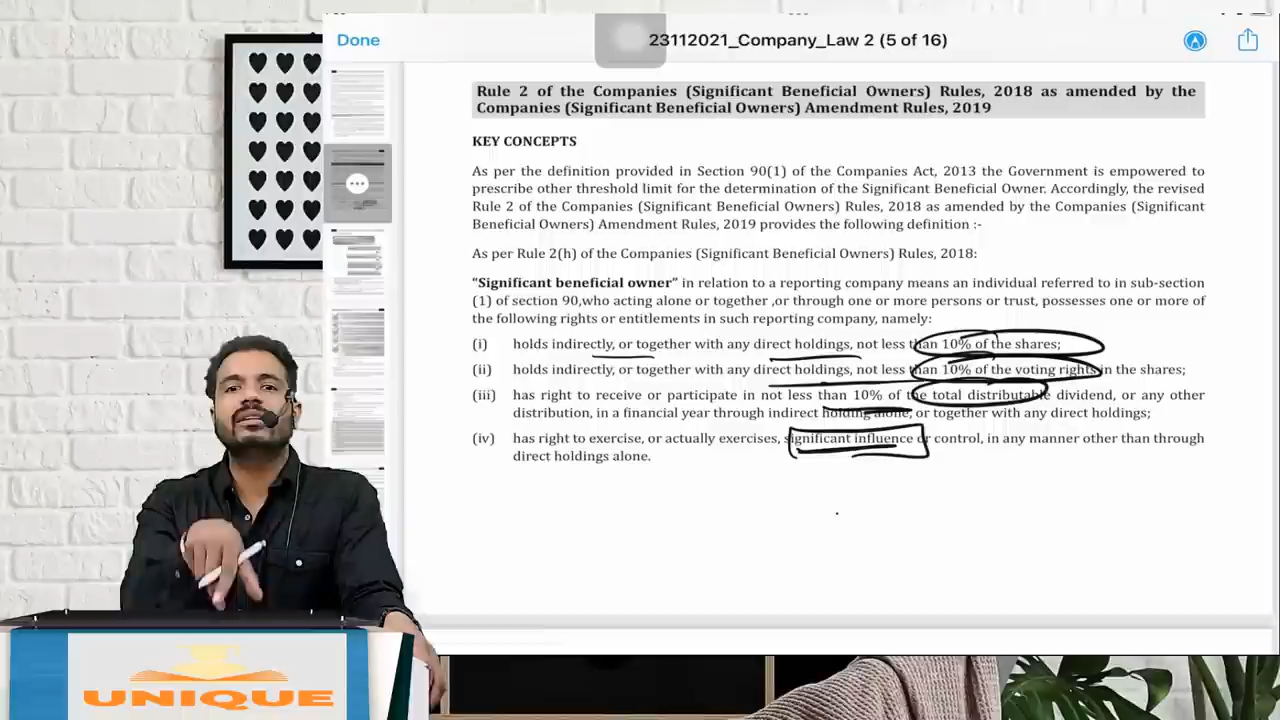 Done
23112021_Company_Law 2 (5 of 16)
Rule 2 of the Companies (Significant Beneficial Owners) Rules, 2018 as amended by the
Companies (Significant Beneficial Owners) Amendment Rules, 2019
KEY CONCEPTS
As per the definition provided in Section 90(1) of the Companies Act, 2013 the Government is empowered to
prescribe other threshold limit for the determination of the Significant Beneficial Owner. Accordingly, the revised
Rule 2 of the Companies (Significant Beneficial Owners) Rules, 2018 as amended by the Companies (Significant
Beneficial Owners) Amendment Rules, 2019 provides the following definition :-
As per Rule 2(h) of the Companies (Significant Beneficial Owners) Rules, 2018:
“Significant beneficial owner” in relation to a reporting company means an individual referred to in sub-section
(1) of section 90,who acting alone or together ,or through one or more persons or trust, possesses one or more of
the following rights or entitlements in such reporting company, namely:
(i) holds indirectly, or together with any direct holdings, not less than 10% of the shares;
(ii) holds indirectly, or together with any direct holdings, not less than 10% of the voting rights in the shares;
(iii) has right to receive or participate in not less than 10% of the total distributable dividend, or any other
distribution, in a financial year through indirect holding alone, or together with any direct holdings;
(iv) has right to exercise, or actually exercises, significant influence or control, in any manner other than through
direct holdings alone.
UNIQUE